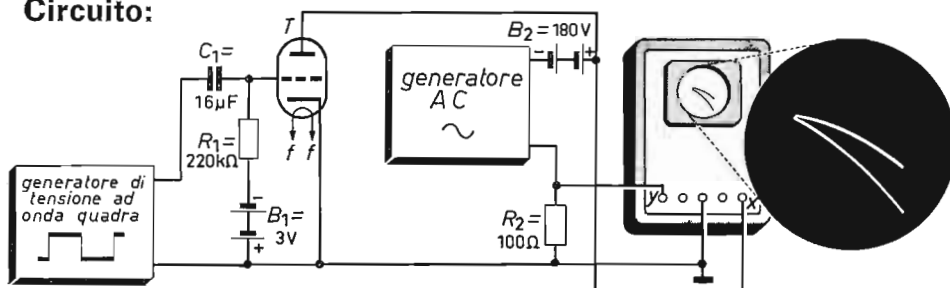 Circuito:
T
C₁=
16µF
R₁=
220kΩ
f f
B₁=
3V
generatore di
tensione ad
onda quadra
generatore
AC
B₂=180V
- +
R₂=
100Ω
y
x
-
+